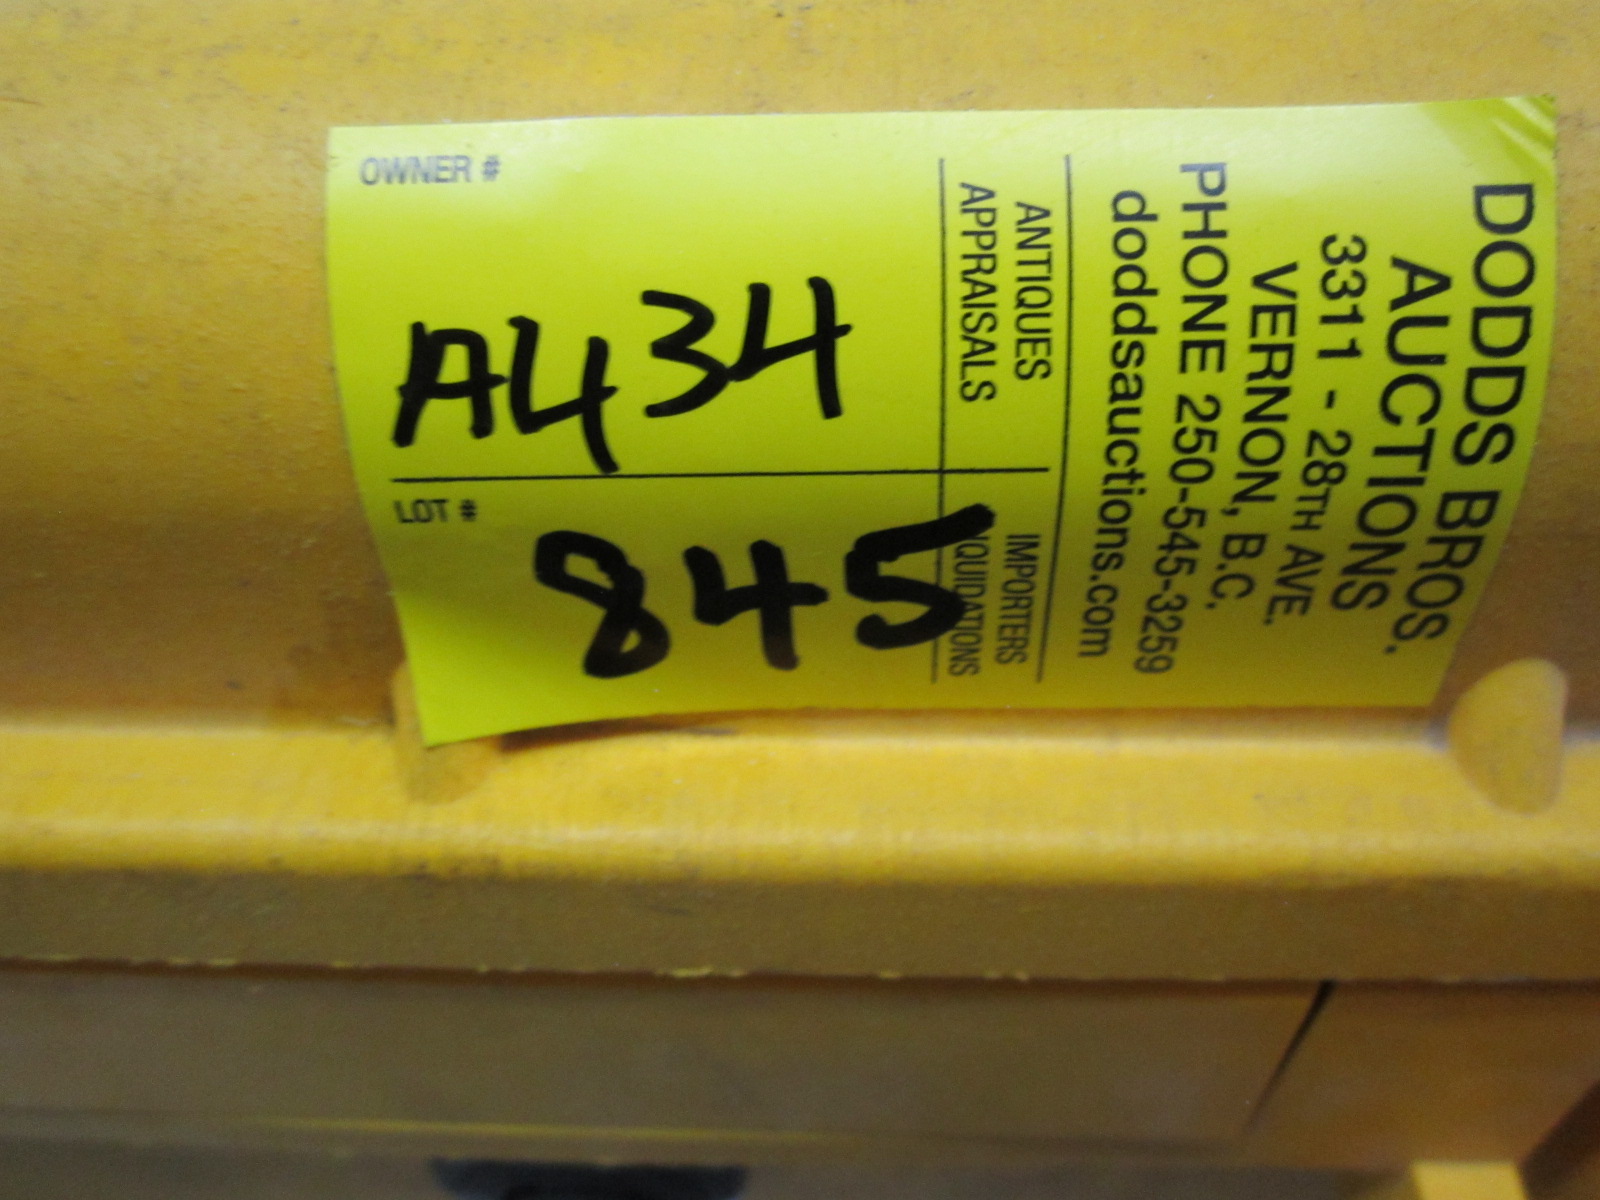 DODDS BROS.
AUCTIONS
3311 - 28TH AVE.
VERNON, B.C.
PHONE 250-545-3259
doddsauctions.com
ANTIQUES IMPORTERS
APPRAISALS LIQUIDATIONS
OWNER #
A434
LOT #
845